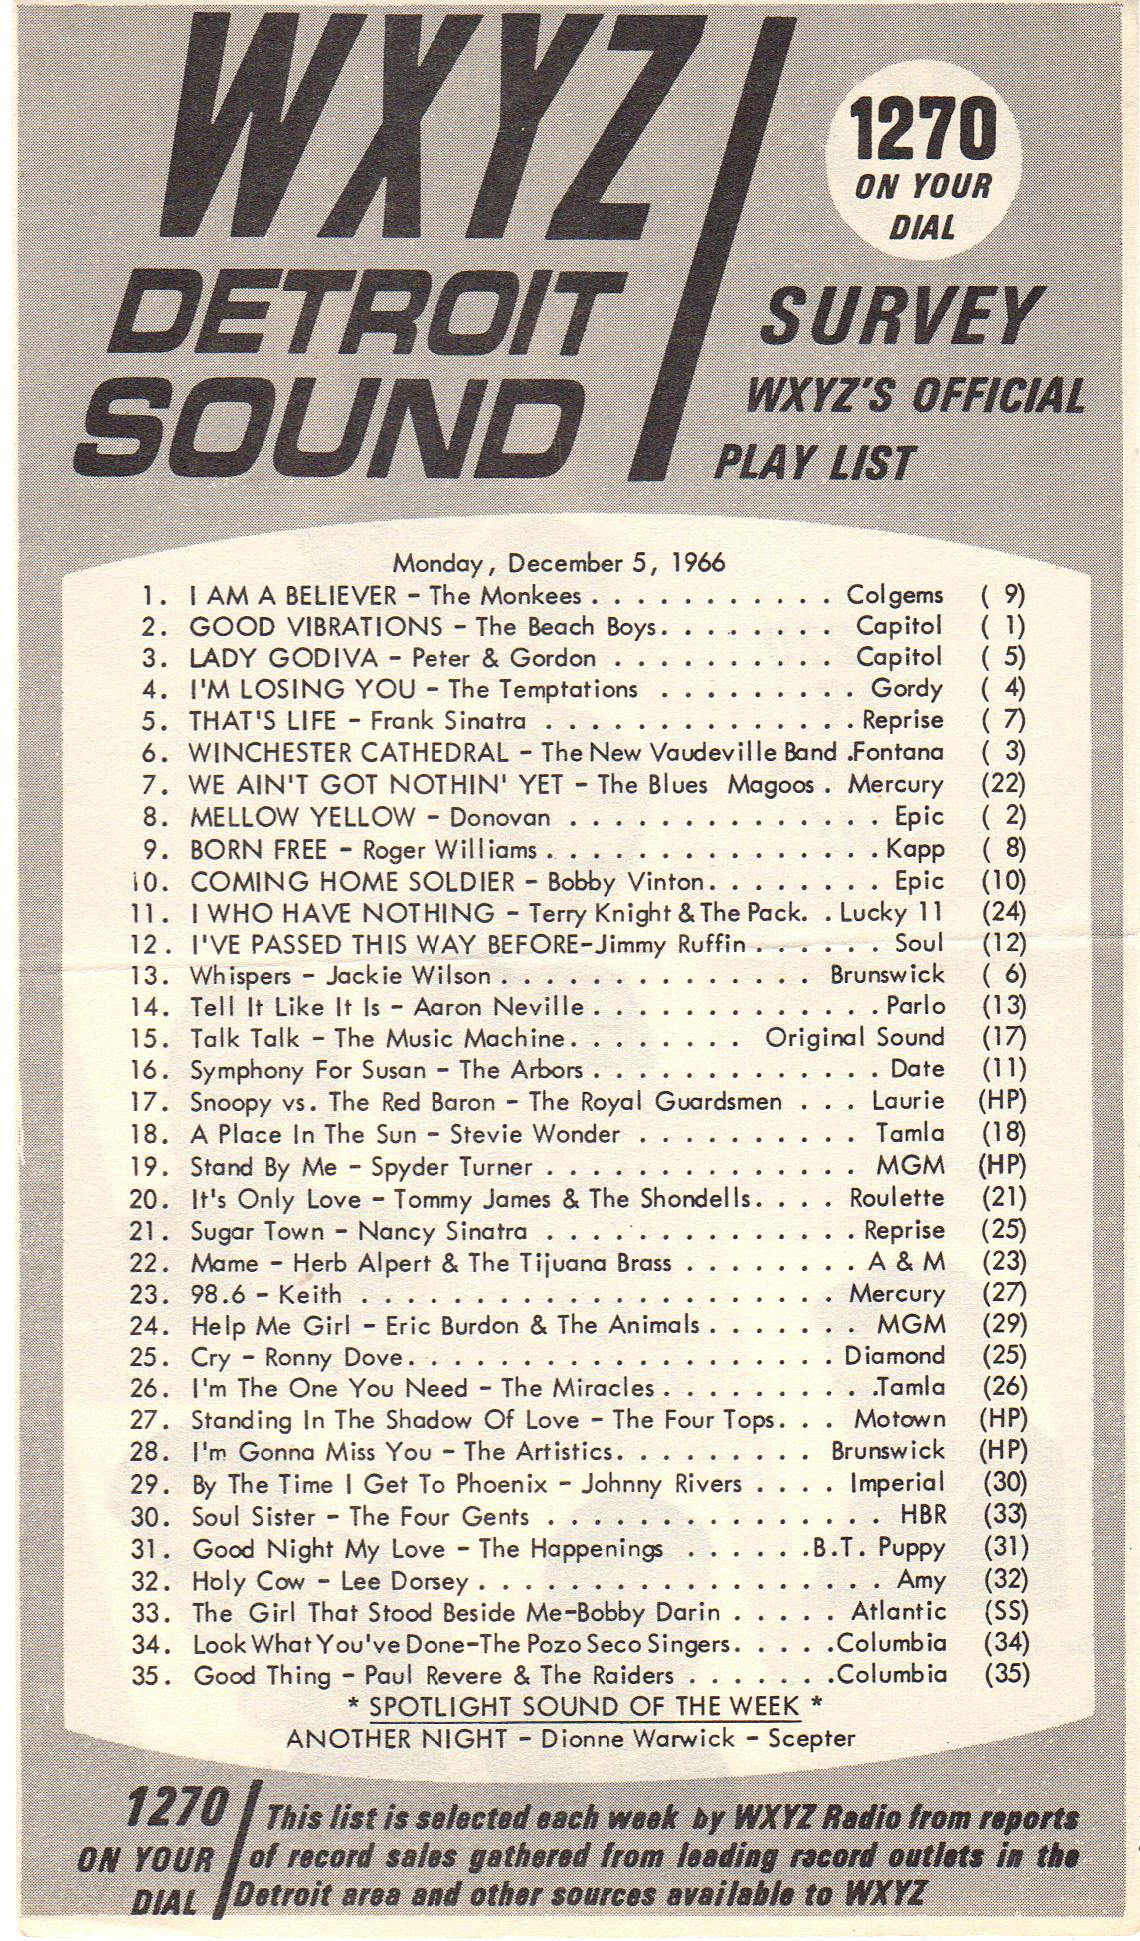 WXYZ
DETROIT
SOUND
1270
ON YOUR
DIAL
SURVEY
WXYZ'S OFFICIAL
PLAY LIST
Monday, December 5, 1966
1. I AM A BELIEVER - The Monkees . . . . . . . . . . . Colgems ( 9)
2. GOOD VIBRATIONS - The Beach Boys. . . . . . . . Capitol ( 1)
3. LADY GODIVA - Peter & Gordon . . . . . . . . . . Capitol ( 5)
4. I'M LOSING YOU - The Temptations . . . . . . . . . Gordy ( 4)
5. THAT'S LIFE - Frank Sinatra . . . . . . . . . . . . . . Reprise ( 7)
6. WINCHESTER CATHEDRAL - The New Vaudeville Band .Fontana ( 3)
7. WE AIN'T GOT NOTHIN' YET - The Blues Magoos . Mercury (22)
8. MELLOW YELLOW - Donovan . . . . . . . . . . . . . . Epic ( 2)
9. BORN FREE - Roger Williams . . . . . . . . . . . . . . . Kapp ( 8)
10. COMING HOME SOLDIER - Bobby Vinton. . . . . . . . Epic (10)
11. I WHO HAVE NOTHING - Terry Knight & The Pack. . Lucky 11 (24)
12. I'VE PASSED THIS WAY BEFORE-Jimmy Ruffin . . . . . . Soul (12)
13. Whispers - Jackie Wilson . . . . . . . . . . . . . . Brunswick ( 6)
14. Tell It Like It Is - Aaron Neville . . . . . . . . . . . . . Parlo (13)
15. Talk Talk - The Music Machine. . . . . . . . Original Sound (17)
16. Symphony For Susan - The Arbors . . . . . . . . . . . . . Date (11)
17. Snoopy vs. The Red Baron - The Royal Guardsmen . . . Laurie (HP)
18. A Place In The Sun - Stevie Wonder . . . . . . . . . . Tamla (18)
19. Stand By Me - Spyder Turner . . . . . . . . . . . . . . MGM (HP)
20. It's Only Love - Tommy James & The Shondells. . . . Roulette (21)
21. Sugar Town - Nancy Sinatra . . . . . . . . . . . . . . Reprise (25)
22. Mame - Herb Alpert & The Tijuana Brass . . . . . . . . A & M (23)
23. 98.6 - Keith . . . . . . . . . . . . . . . . . . . . . Mercury (27)
24. Help Me Girl - Eric Burdon & The Animals . . . . . . . MGM (29)
25. Cry - Ronny Dove. . . . . . . . . . . . . . . . . . . Diamond (25)
26. I'm The One You Need - The Miracles . . . . . . . . . .Tamla (26)
27. Standing In The Shadow Of Love - The Four Tops. . . Motown (HP)
28. I'm Gonna Miss You - The Artistics. . . . . . . . . Brunswick (HP)
29. By The Time I Get To Phoenix - Johnny Rivers . . . . Imperial (30)
30. Soul Sister - The Four Gents . . . . . . . . . . . . . . . HBR (33)
31. Good Night My Love - The Happenings . . . . . .B.T. Puppy (31)
32. Holy Cow - Lee Dorsey . . . . . . . . . . . . . . . . . . Amy (32)
33. The Girl That Stood Beside Me-Bobby Darin . . . . . Atlantic (SS)
34. Look What You've Done-The Pozo Seco Singers. . . . .Columbia (34)
35. Good Thing - Paul Revere & The Raiders . . . . . . .Columbia (35)
* SPOTLIGHT SOUND OF THE WEEK *
ANOTHER NIGHT - Dionne Warwick - Scepter
1270
ON YOUR
DIAL
This list is selected each week by WXYZ Radio from reports
of record sales gathered from leading record outlets in the
Detroit area and other sources available to WXYZ